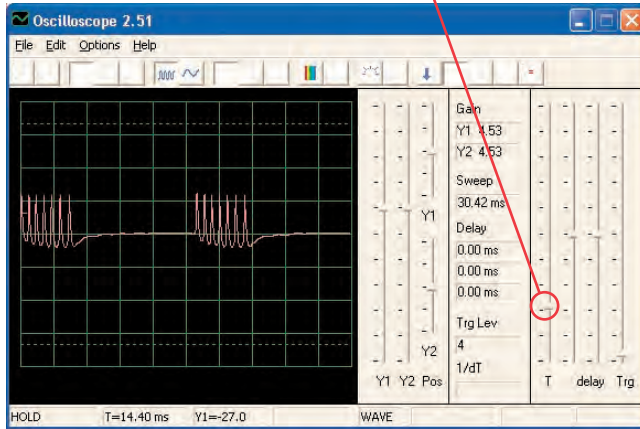 Oscilloscope 2.51
File Edit Options Help
Gain
Y1 4.53
Y2 4.53
Sweep
30.42 ms
Y1
Delay
0.00 ms
0.00 ms
0.00 ms
Trg Lev
4
Y2
1/dT
Y1 Y2 Pos
T delay Trg
HOLD T=14.40 ms Y1=-27.0 WAVE